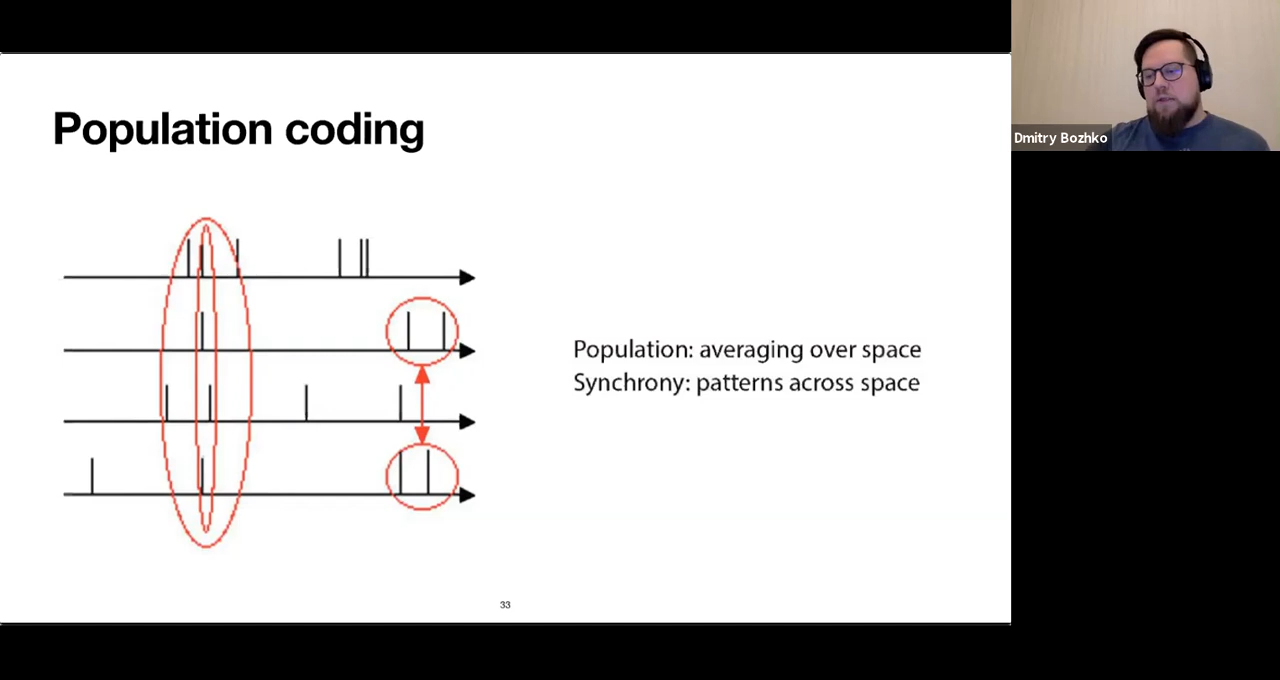 Population coding
Population: averaging over space
Synchrony: patterns across space
33
Dmitry Bozhko